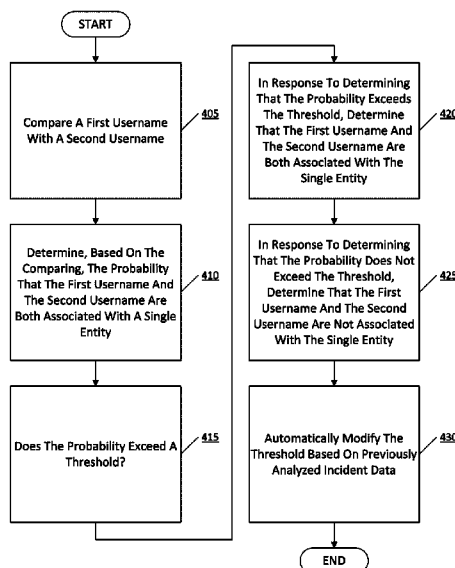 START
Compare A First Username
With A Second Username
405
Determine, Based On The
Comparing, The Probability
That The First Username And
The Second Username Are
Both Associated With A Single
Entity
410
Does The Probability Exceed A
Threshold?
415
In Response To Determining
That The Probability Exceeds
The Threshold, Determine
That The First Username And
The Second Username Are
Both Associated With The
Single Entity
420
In Response To Determining
That The Probability Does Not
Exceed The Threshold,
Determine That The First
Username And The Second
Username Are Not Associated
With The Single Entity
425
Automatically Modify The
Threshold Based On Previously
Analyzed Incident Data
430
END